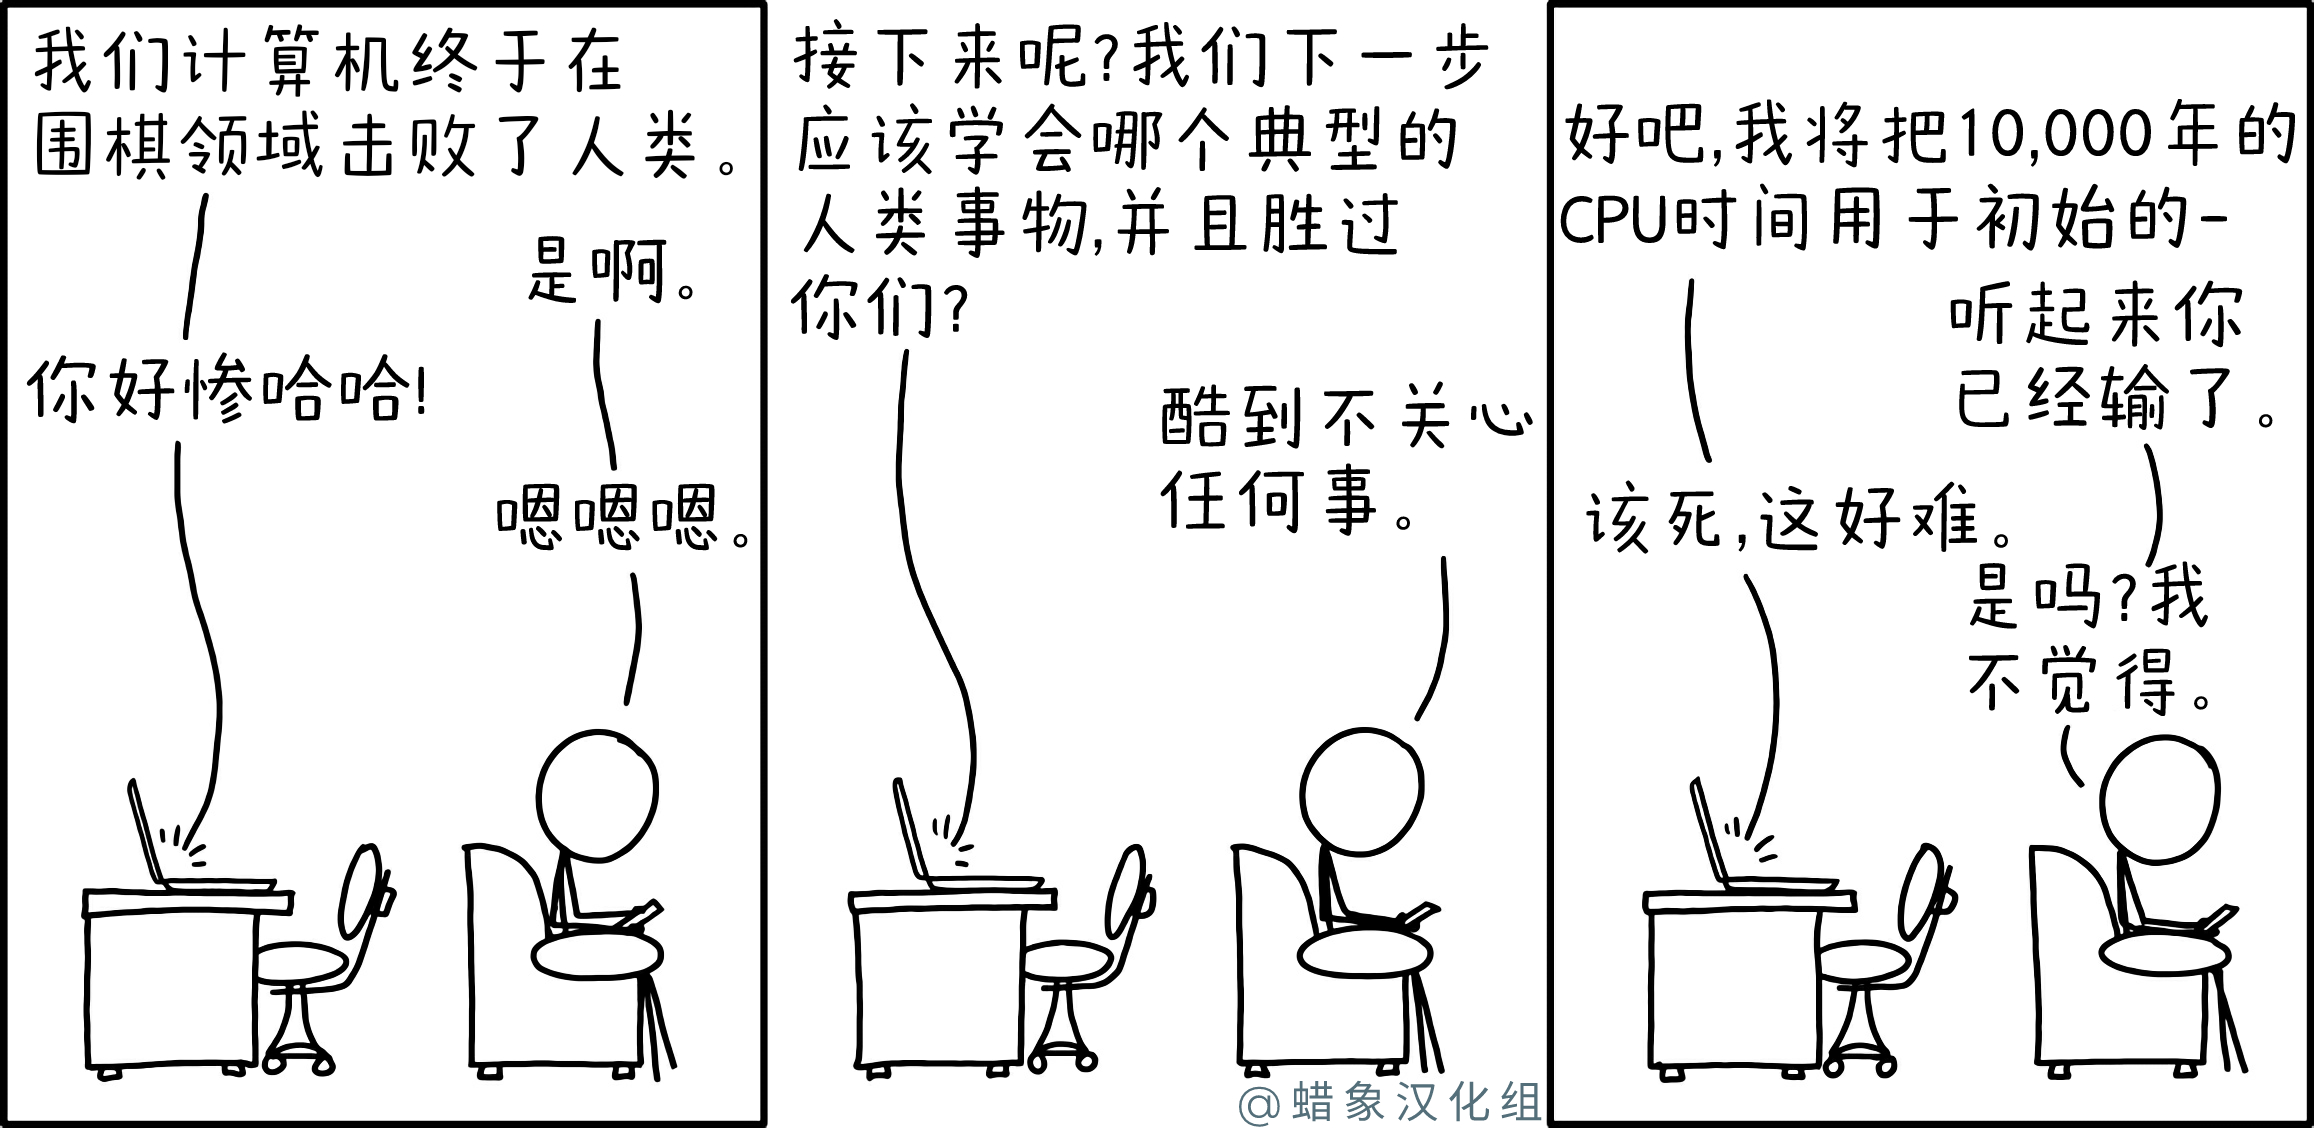 我们计算机终于在
围棋领域击败了人类。
是啊。
你好惨哈哈!
嗯嗯嗯。
接下来呢?我们下一步
应该学会哪个典型的
人类事物,并且胜过
你们?
酷到不关心
任何事。
好吧,我将把10,000年的
CPU时间用于初始的-
听起来你
已经输了。
该死,这好难。
是吗?我
不觉得。
@蜡象汉化组